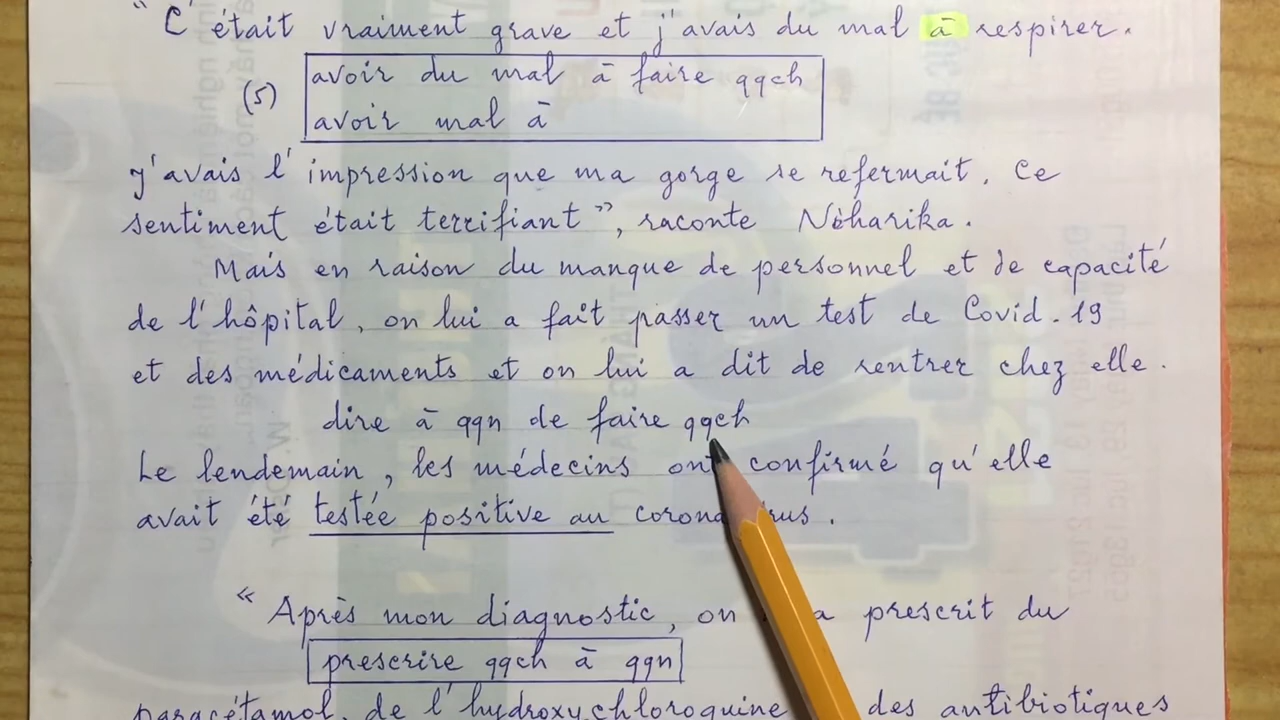 “ C'était vraiment grave et j'avais du mal à respirer.
(5) avoir du mal à faire qqch
avoir mal à
j'avais l'impression que ma gorge se refermait. Ce
sentiment était terrifiant”, raconte Néharika.
Mais en raison du manque de personnel et de capacité
de l'hôpital, on lui a fait passer un test de Covid-19
et des médicaments et on lui a dit de rentrer chez elle.
dire à qqn de faire qqch
Le lendemain, les médecins ont confirmé qu'elle
avait été testée positive au coronavirus.
“ Après mon diagnostic, on a prescrit du
prescrire qqch à qqn
paracétamol, de l'hydroxychloroquine des antibiotiques